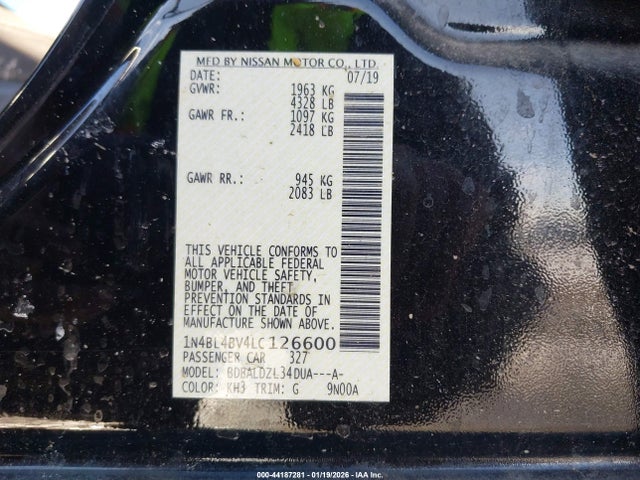 MFD BY NISSAN MOTOR CO., LTD.
DATE: 07/19
GVWR: 1963 KG
4328 LB
GAWR FR.: 1097 KG
2418 LB
GAWR RR.: 945 KG
2083 LB
THIS VEHICLE CONFORMS TO
ALL APPLICABLE FEDERAL
MOTOR VEHICLE SAFETY,
BUMPER, AND THEFT
PREVENTION STANDARDS IN
EFFECT ON THE DATE OF
MANUFACTURE SHOWN ABOVE.
1N4BL4BV4LC126600
PASSENGER CAR 327
MODEL: BDBALDZL34DUA---A-
COLOR: KH3 TRIM: G 9N00A
000-44187281 - 01/19/2026 - IAA Inc.